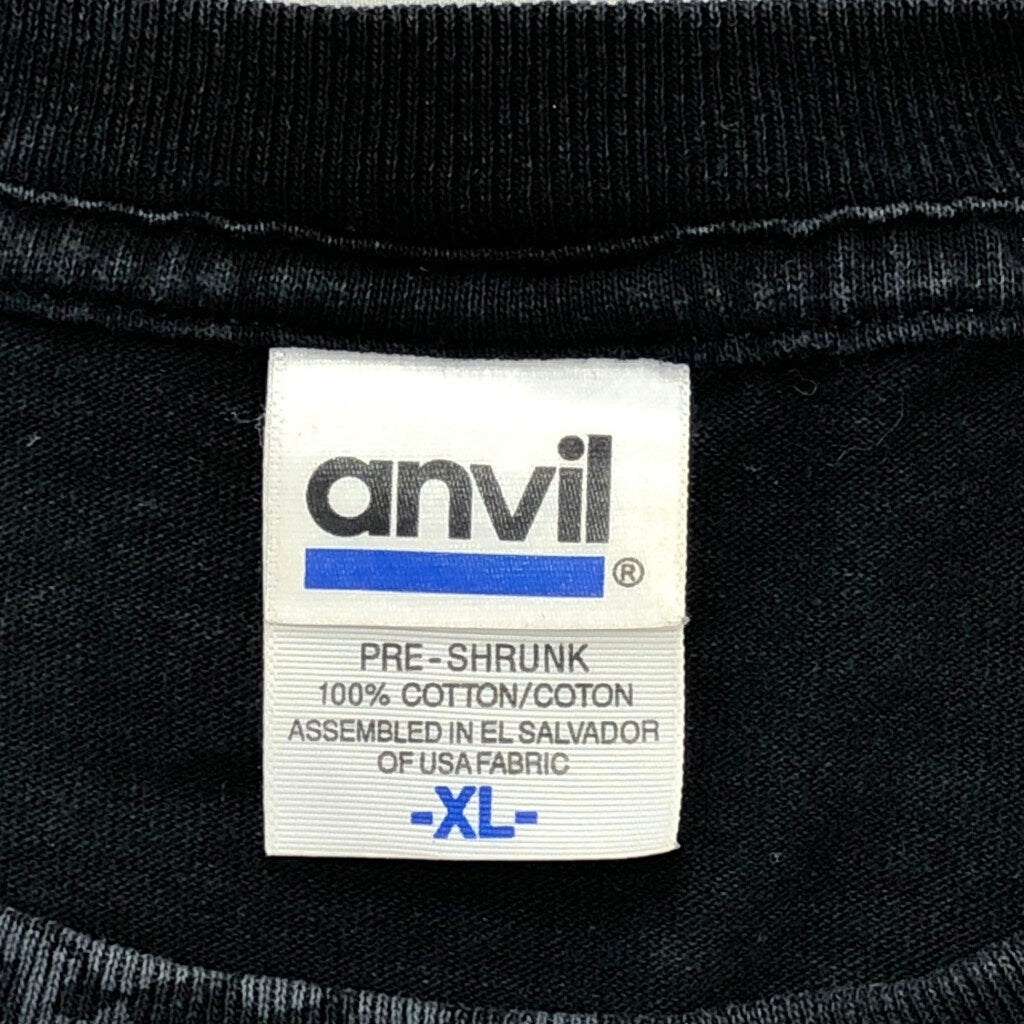 anvil
®
PRE-SHRUNK
100% COTTON/COTON
ASSEMBLED IN EL SALVADOR
OF USA FABRIC
-XL-